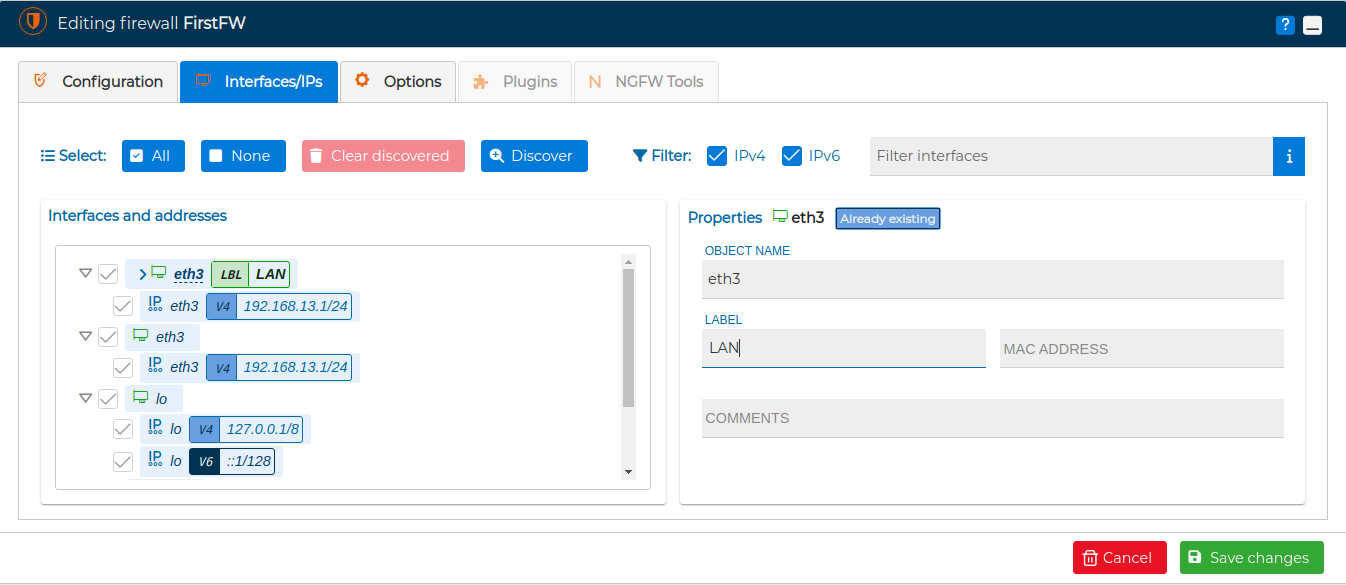 Editing firewall FirstFW
?
Configuration Interfaces/IPs Options Plugins NGFW Tools
Select: All None Clear discovered Discover Filter: IPv4 IPv6 Filter interfaces i
Interfaces and addresses
eth3 LBL LAN
IP eth3 V4 192.168.13.1/24
eth3
IP eth3 V4 192.168.13.1/24
lo
IP lo V4 127.0.0.1/8
IP lo V6 ::1/128
Properties eth3 Already existing
OBJECT NAME
eth3
LABEL
LAN MAC ADDRESS
COMMENTS
Cancel Save changes